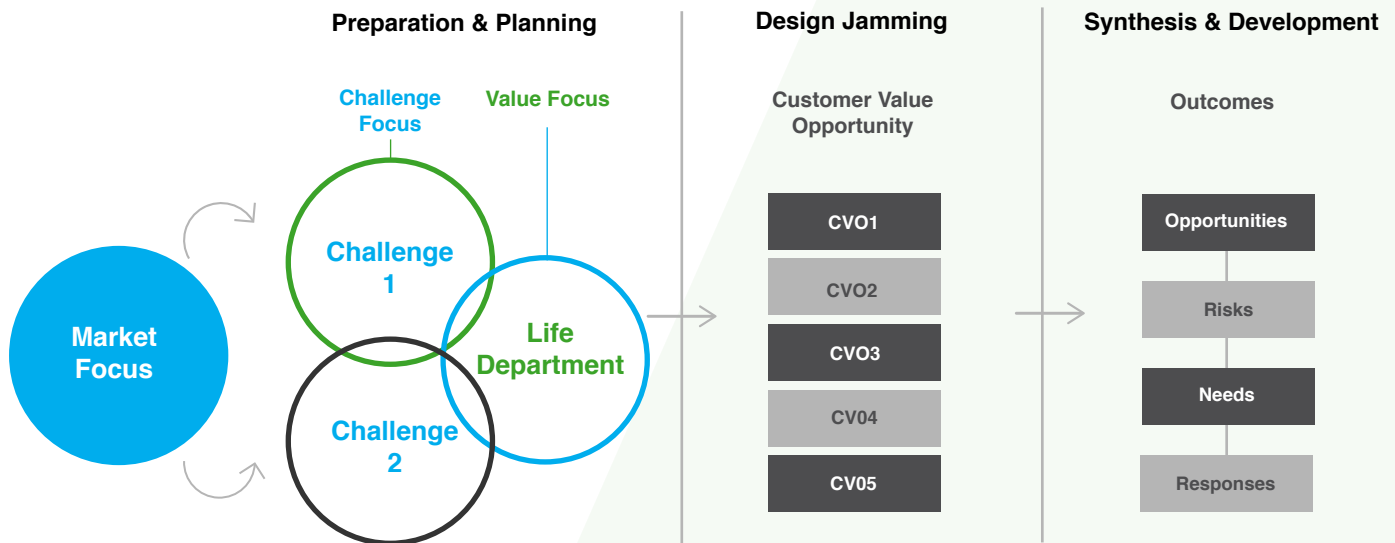 Preparation & Planning
Design Jamming
Synthesis & Development
Challenge
Focus
Value Focus
Customer Value
Opportunity
Outcomes
Market
Focus
Challenge
1
Life
Department
Challenge
2
CVO1
CVO2
CVO3
CV04
CV05
Opportunities
Risks
Needs
Responses